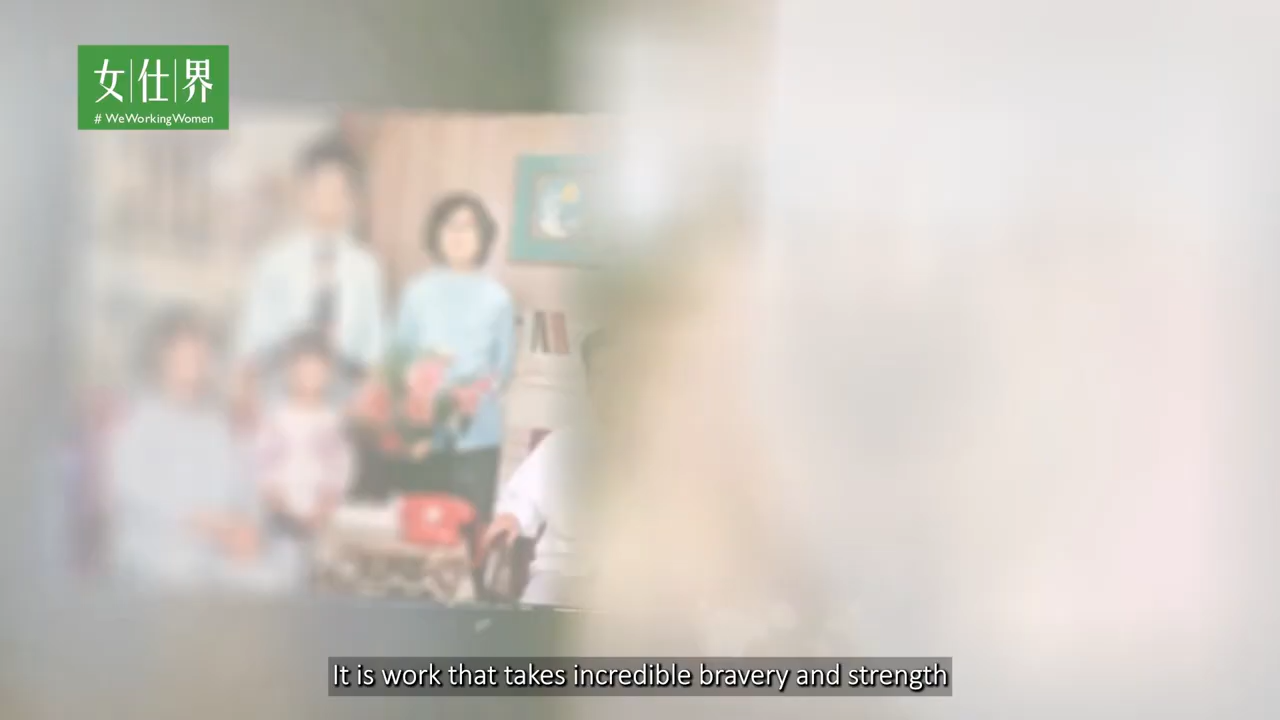 女|仕|界
# WeWorkingWomen
It is work that takes incredible bravery and strength